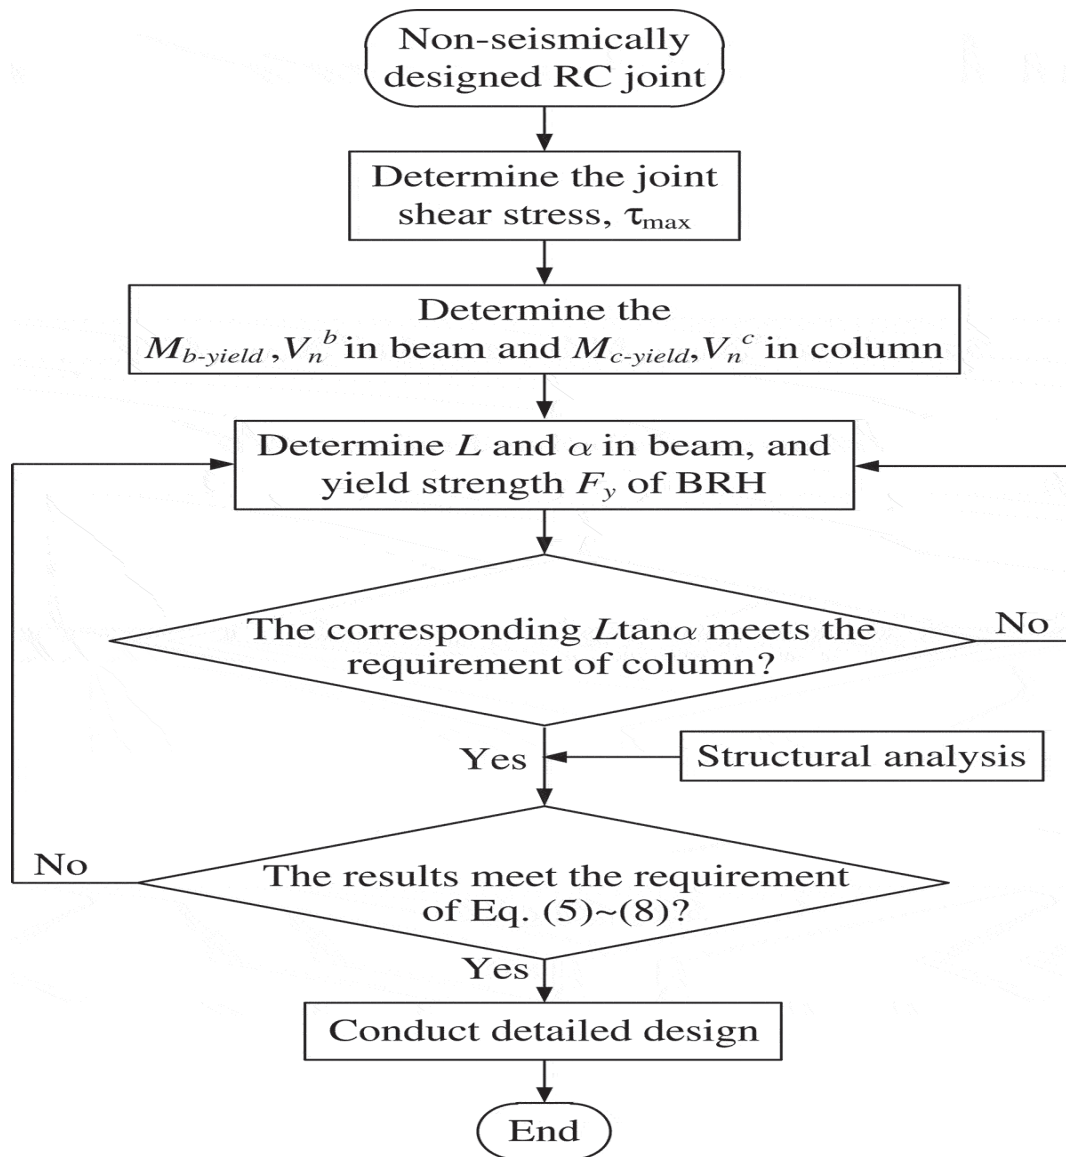 Non-seismically
designed RC joint
Determine the joint
shear stress, τmax
Determine the
Mb-yield ,Vn^b in beam and Mc-yield,Vn^c in column
Determine L and α in beam, and
yield strength Fy of BRH
The corresponding Ltanα meets the
requirement of column?
No
Yes
Structural analysis
No
The results meet the requirement
of Eq. (5)~(8)?
Yes
Conduct detailed design
End